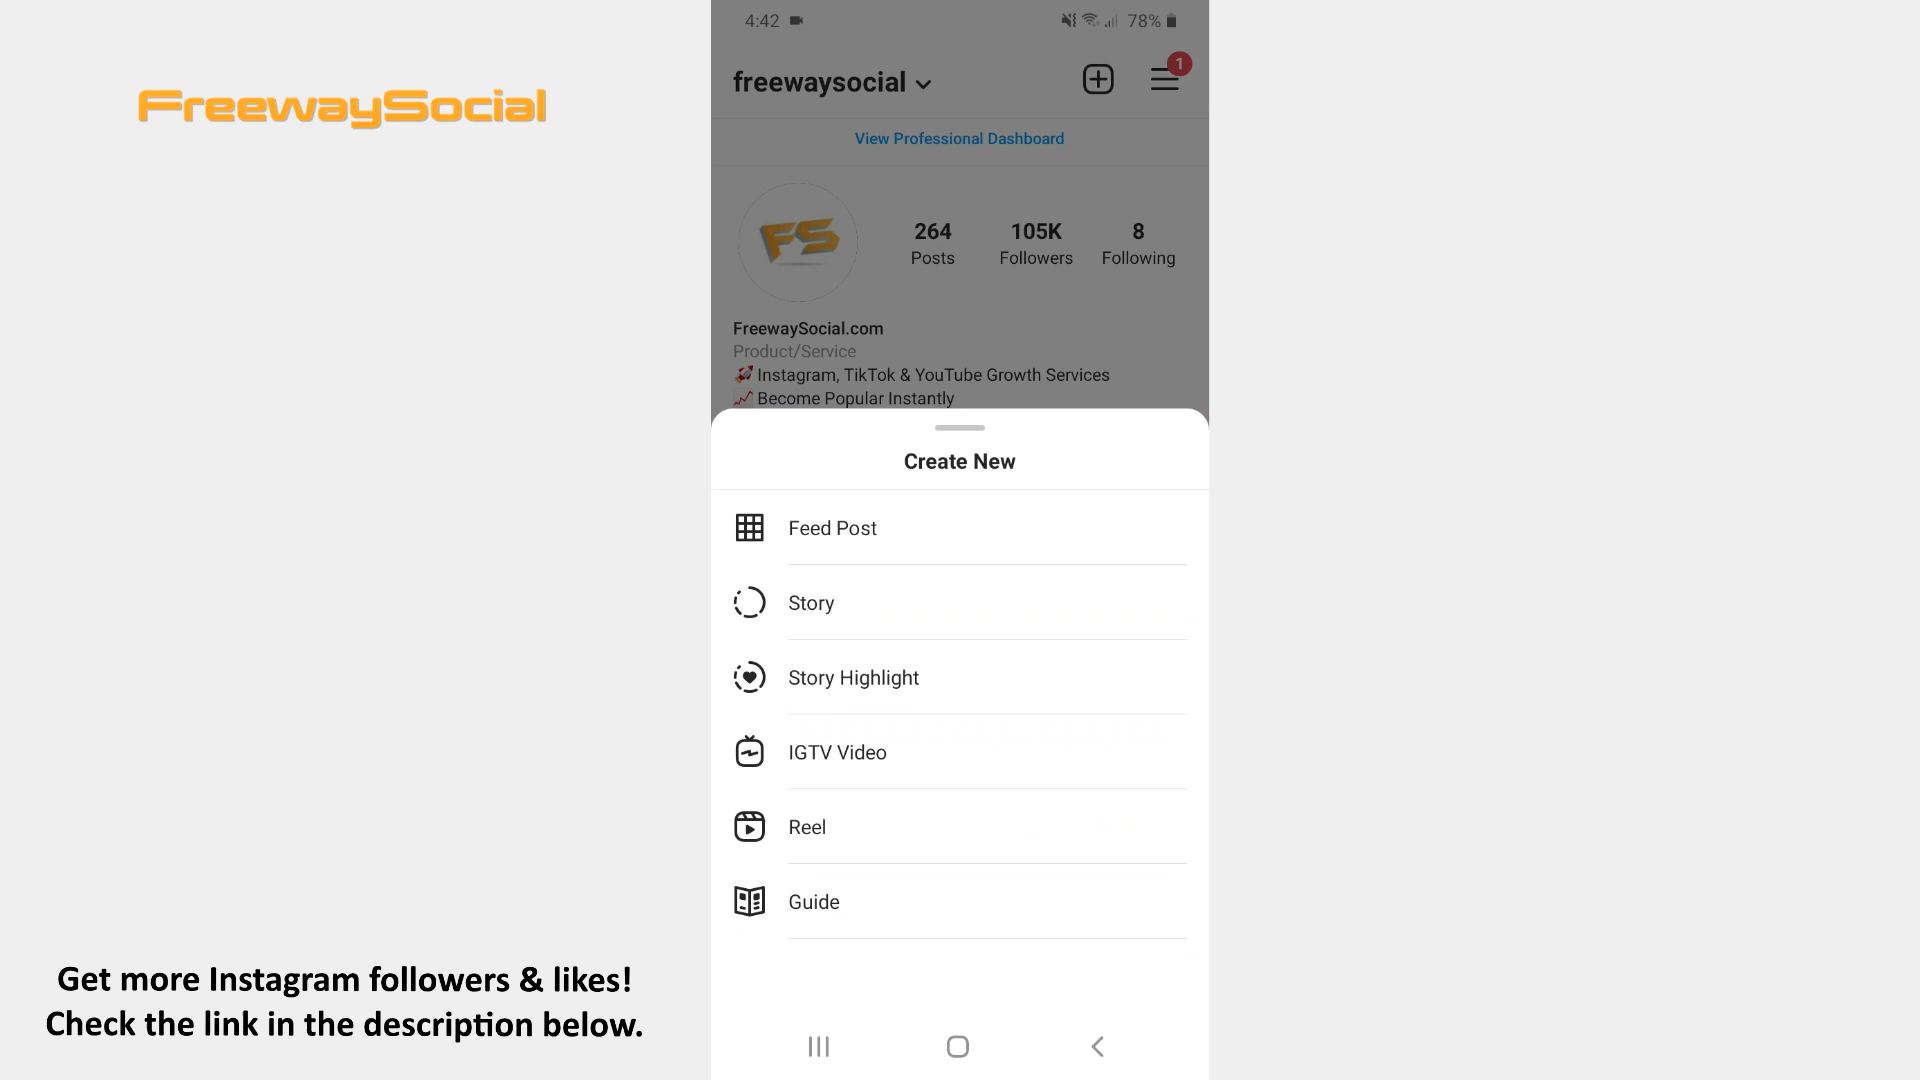 FreewaySocial
4:42
78%
freewaysocial
1
View Professional Dashboard
FS
264
105K
8
Posts
Followers
Following
FreewaySocial.com
Product/Service
🚀 Instagram, TikTok & YouTube Growth Services
📈 Become Popular Instantly
Create New
Feed Post
Story
Story Highlight
IGTV Video
Reel
Guide
Get more Instagram followers & likes!
Check the link in the description below.